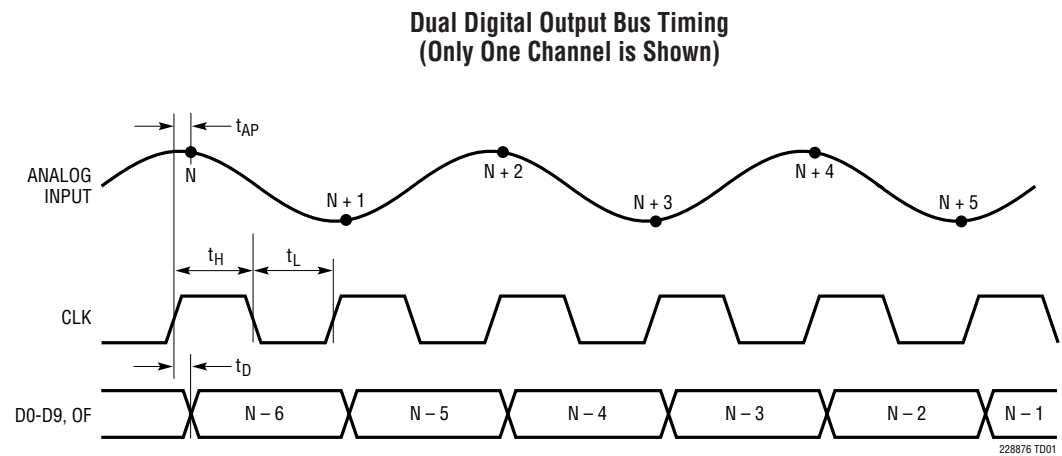 Dual Digital Output Bus Timing
(Only One Channel is Shown)
tAP
ANALOG
INPUT
N
N + 1
N + 2
N + 3
N + 4
N + 5
tH
tL
CLK
tD
D0-D9, OF
N – 6
N – 5
N – 4
N – 3
N – 2
N – 1
228876 TD01